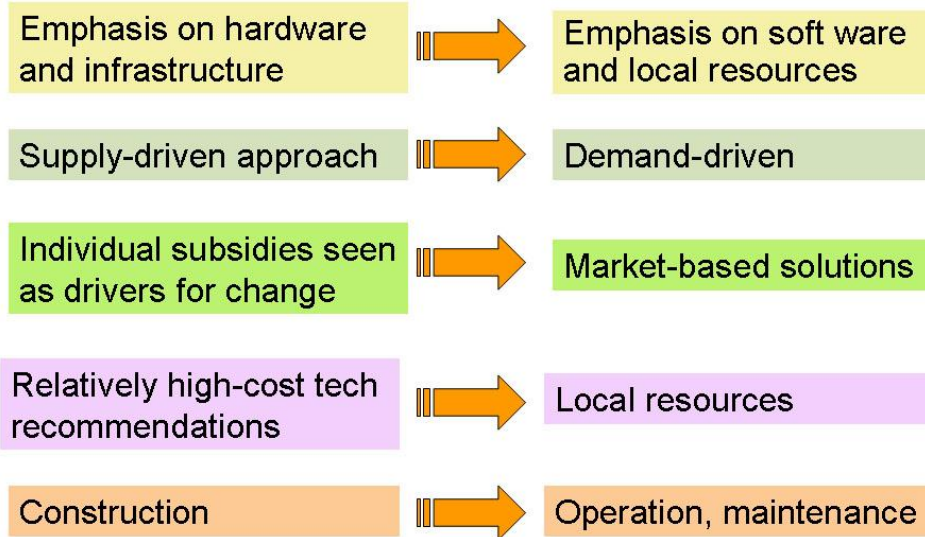 Emphasis on hardware
and infrastructure
Emphasis on soft ware
and local resources
Supply-driven approach
Demand-driven
Individual subsidies seen
as drivers for change
Market-based solutions
Relatively high-cost tech
recommendations
Local resources
Construction
Operation, maintenance